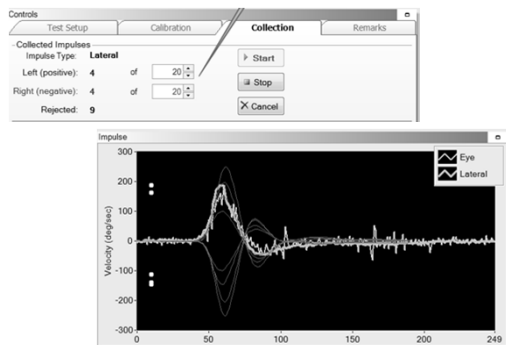 Controls
Test Setup Calibration Collection Remarks
Collected Impulses
Impulse Type: Lateral
Left (positive): 4 of 20
Right (negative): 4 of 20
Rejected: 9
Start
Stop
Cancel
Impulse
Eye
Lateral
Velocity (deg/sec)
300
200
100
0
-100
-200
-300
0 50 100 150 200 249